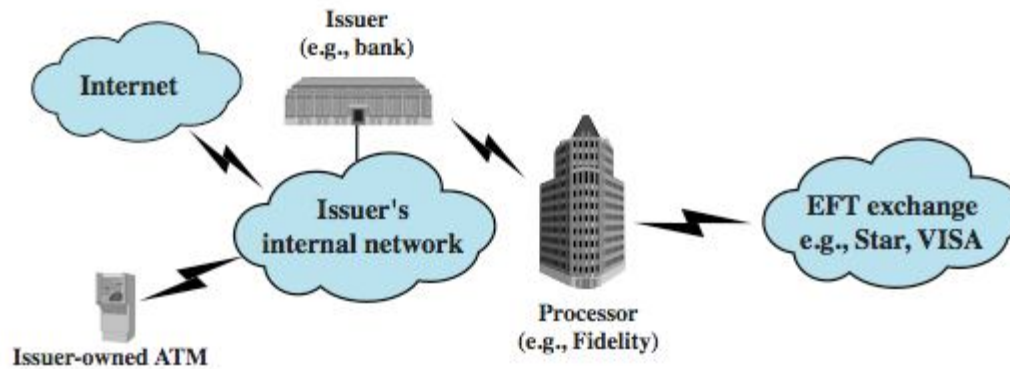 Issuer
(e.g., bank)
Internet
Issuer's
internal network
EFT exchange
e.g., Star, VISA
Processor
(e.g., Fidelity)
Issuer-owned ATM